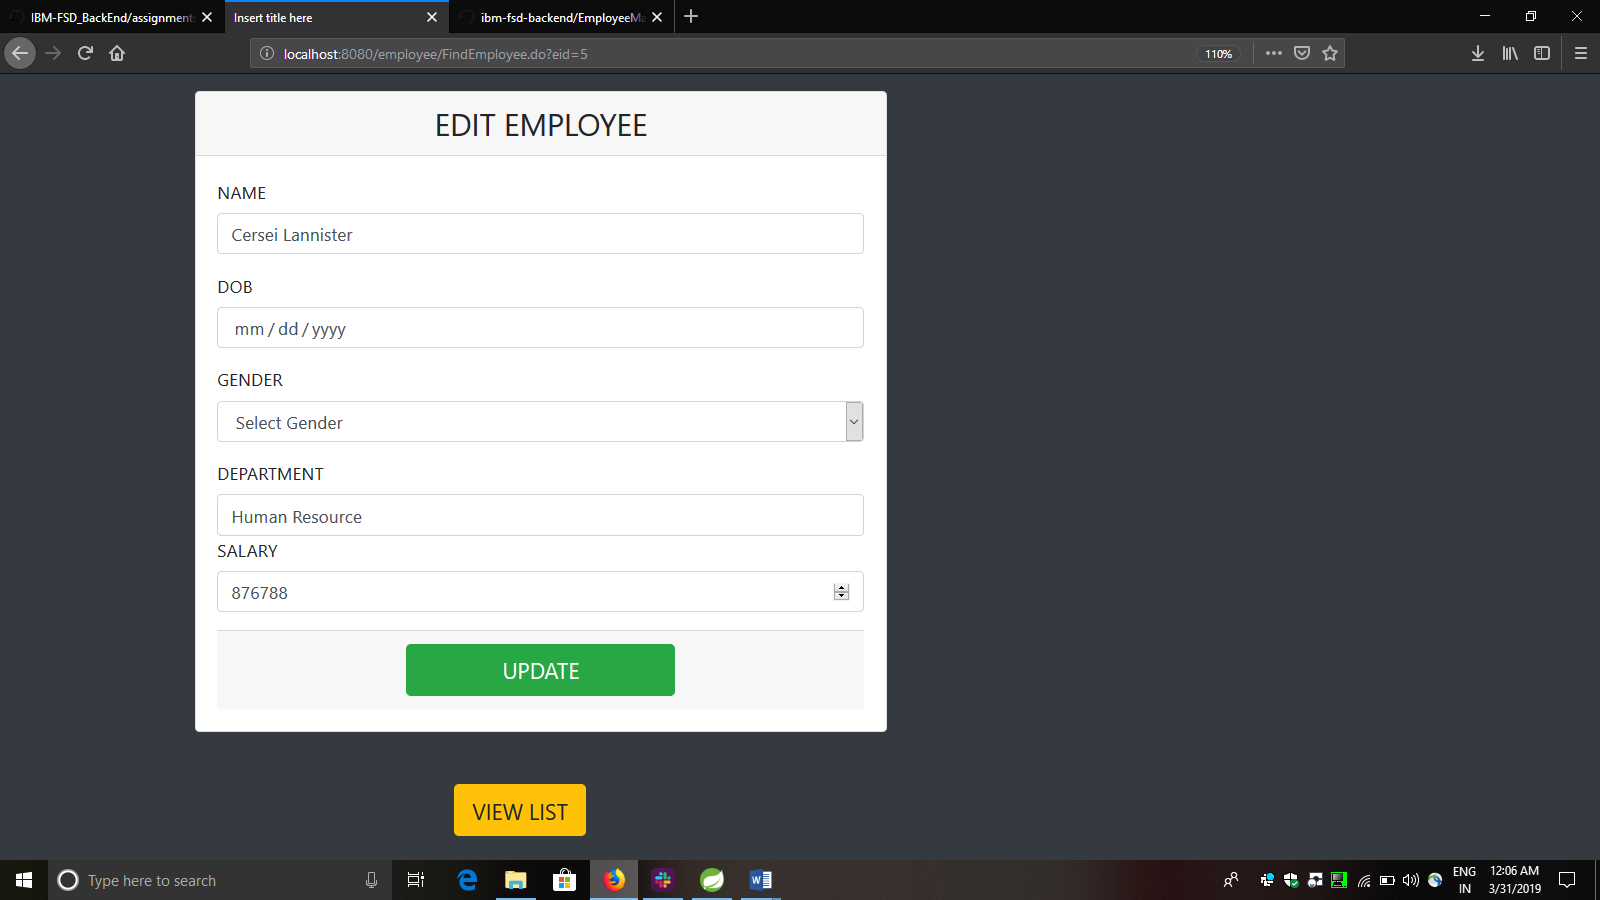 IBM-FSD_BackEnd/assignments
Insert title here
ibm-fsd-backend/EmployeeMa
localhost:8080/employee/FindEmployee.do?eid=5
110%
EDIT EMPLOYEE
NAME
Cersei Lannister
DOB
mm / dd / yyyy
GENDER
Select Gender
DEPARTMENT
Human Resource
SALARY
876788
UPDATE
VIEW LIST
Type here to search
ENG
IN
12:06 AM
3/31/2019